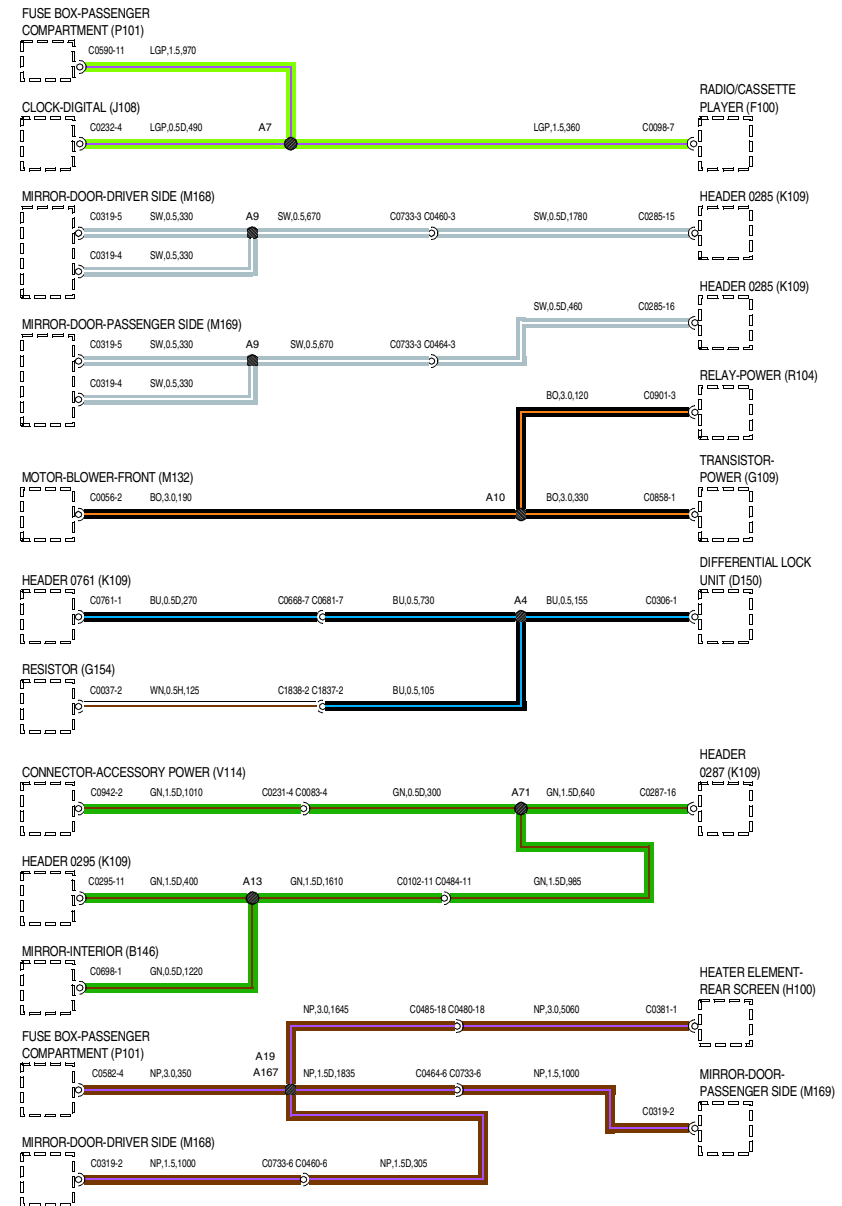 FUSE BOX-PASSENGER
COMPARTMENT (P101)
C0590-11 LGP,1.5,970
RADIO/CASSETTE
PLAYER (F100)
CLOCK-DIGITAL (J108)
C0232-4 LGP,0.5D,490 A7 LGP,1.5,360 C0098-7
MIRROR-DOOR-DRIVER SIDE (M168)
HEADER 0285 (K109)
C0319-5 SW,0.5,330 A9 SW,0.5,670 C0733-3 C0460-3 SW,0.5D,1780 C0285-15
C0319-4 SW,0.5,330
HEADER 0285 (K109)
SW,0.5D,460 C0285-16
MIRROR-DOOR-PASSENGER SIDE (M169)
C0319-5 SW,0.5,330 A9 SW,0.5,670 C0733-3 C0464-3
C0319-4 SW,0.5,330
RELAY-POWER (R104)
BO,3.0,120 C0901-3
TRANSISTOR-
POWER (G109)
MOTOR-BLOWER-FRONT (M132)
C0056-2 BO,3.0,190 A10 BO,3.0,330 C0858-1
DIFFERENTIAL LOCK
UNIT (D150)
HEADER 0761 (K109)
C0761-1 BU,0.5D,270 C0668-7 C0681-7 BU,0.5,730 A4 BU,0.5,155 C0306-1
RESISTOR (G154)
C0037-2 WN,0.5H,125 C1838-2 C1837-2 BU,0.5,105
HEADER
0287 (K109)
CONNECTOR-ACCESSORY POWER (V114)
C0942-2 GN,1.5D,1010 C0231-4 C0083-4 GN,0.5D,300 A71 GN,1.5D,640 C0287-16
HEADER 0295 (K109)
C0295-11 GN,1.5D,400 A13 GN,1.5D,1610 C0102-11 C0484-11 GN,1.5D,985
MIRROR-INTERIOR (B146)
C0698-1 GN,0.5D,1220
HEATER ELEMENT-
REAR SCREEN (H100)
NP,3.0,1645 C0485-18 C0480-18 NP,3.0,5060 C0381-1
FUSE BOX-PASSENGER
COMPARTMENT (P101)
A19
C0582-4 NP,3.0,350 A167 NP,1.5D,1835 C0464-6 C0733-6 NP,1.5,1000
MIRROR-DOOR-
PASSENGER SIDE (M169)
C0319-2
MIRROR-DOOR-DRIVER SIDE (M168)
C0319-2 NP,1.5,1000 C0733-6 C0460-6 NP,1.5D,305